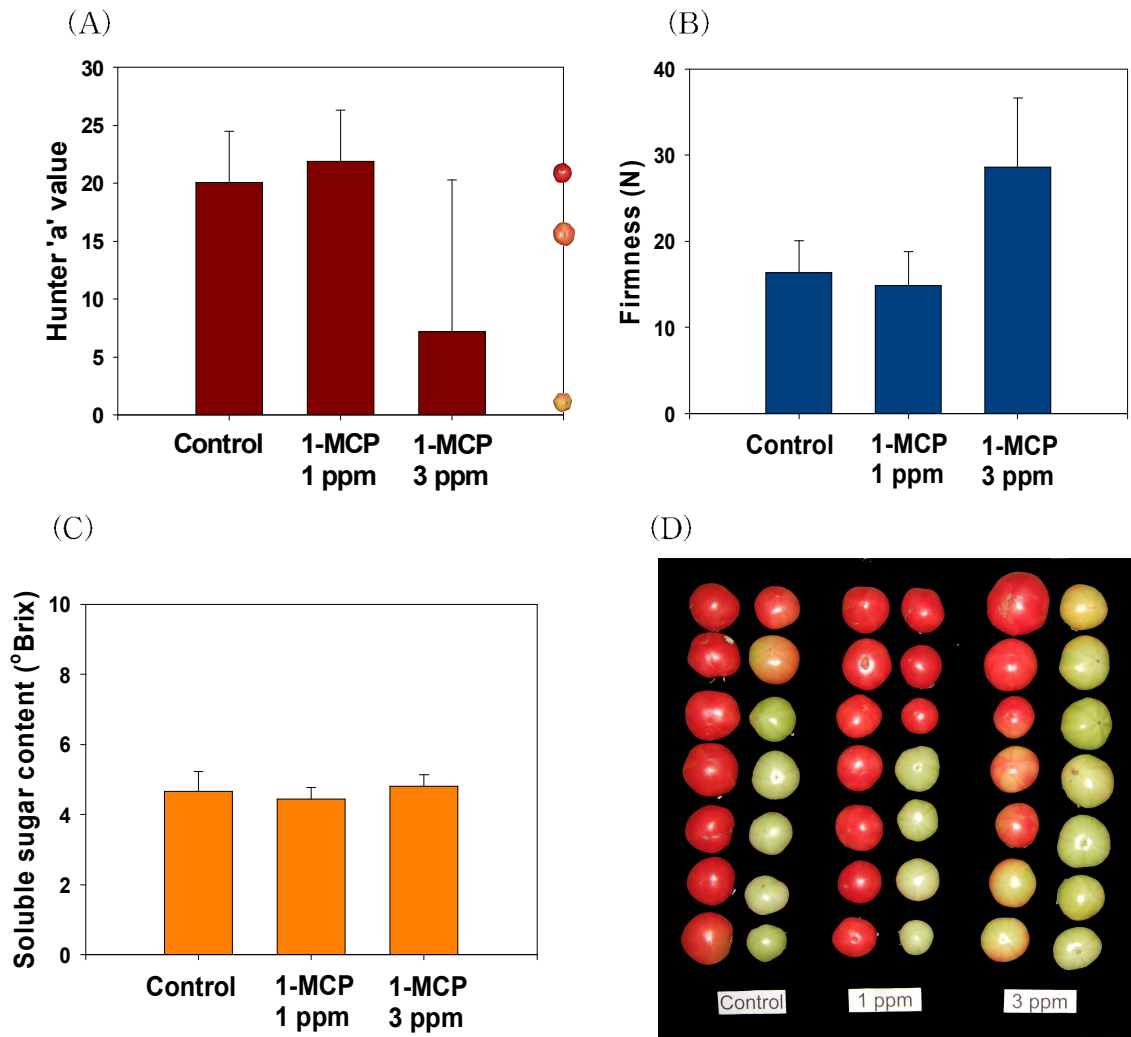 (A)
30
25
20
15
10
5
0
Hunter 'a' value
Control
1-MCP
1 ppm
1-MCP
3 ppm
(B)
40
30
20
10
0
Firmness (N)
Control
1-MCP
1 ppm
1-MCP
3 ppm
(C)
10
8
6
4
2
0
Soluble sugar content (°Brix)
Control
1-MCP
1 ppm
1-MCP
3 ppm
(D)
Control
1 ppm
3 ppm